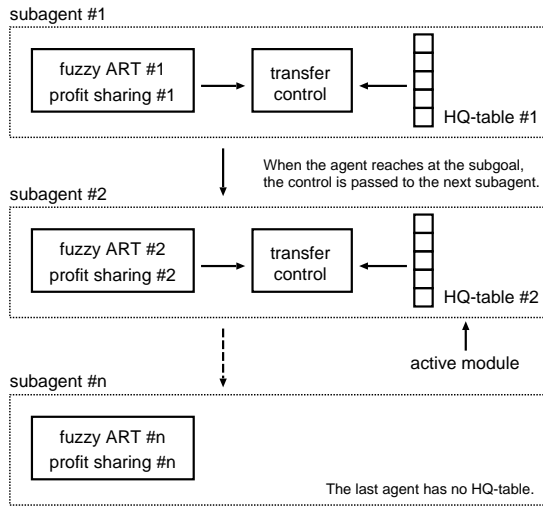 subagent #1
fuzzy ART #1
profit sharing #1
transfer
control
HQ-table #1
When the agent reaches at the subgoal,
the control is passed to the next subagent.
subagent #2
fuzzy ART #2
profit sharing #2
transfer
control
HQ-table #2
active module
subagent #n
fuzzy ART #n
profit sharing #n
The last agent has no HQ-table.